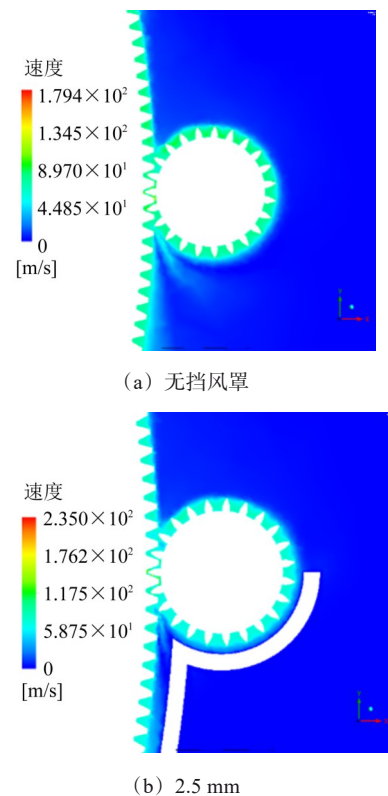 速度
1.794×10²
1.345×10²
8.970×10¹
4.485×10¹
0
[m/s]
(a) 无挡风罩
速度
2.350×10²
1.762×10²
1.175×10²
5.875×10¹
0
[m/s]
(b) 2.5 mm